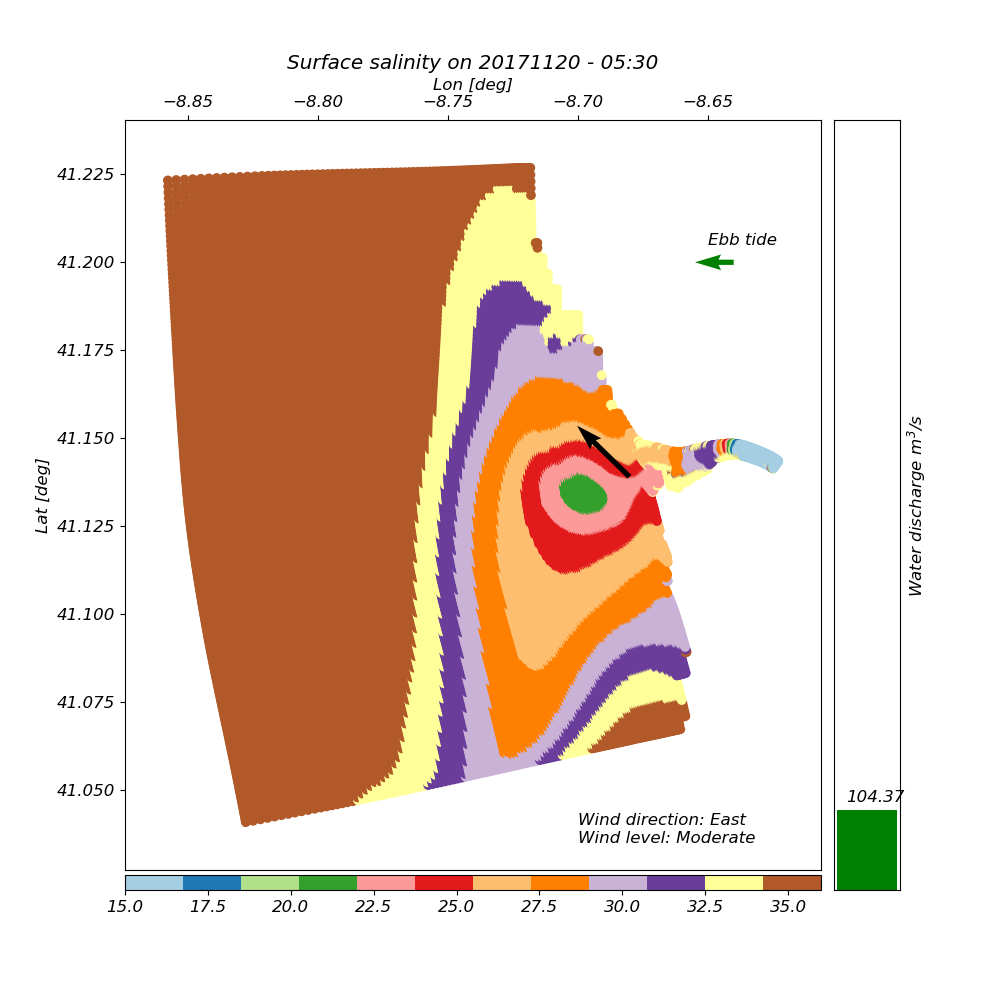 Surface salinity on 20171120 - 05:30
Lon [deg]
−8.85 −8.80 −8.75 −8.70 −8.65
41.225
41.200
41.175
41.150
41.125
41.100
41.075
41.050
Lat [deg]
Ebb tide
Wind direction: East
Wind level: Moderate
15.0 17.5 20.0 22.5 25.0 27.5 30.0 32.5 35.0
104.37
Water discharge m³/s